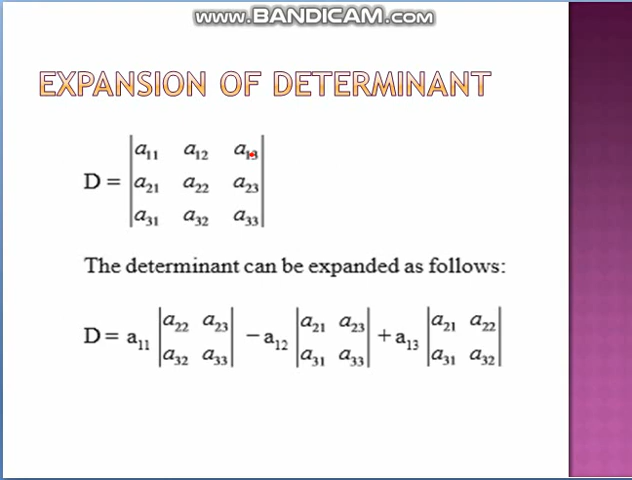 www.BANDICAM.com
EXPANSION OF DETERMINANT
a₁₁ a₁₂ a₁₃
D = a₂₁ a₂₂ a₂₃
a₃₁ a₃₂ a₃₃
The determinant can be expanded as follows:
D = a₁₁ |a₂₂ a₂₃| − a₁₂ |a₂₁ a₂₃| + a₁₃ |a₂₁ a₂₂|
|a₃₂ a₃₃| |a₃₁ a₃₃| |a₃₁ a₃₂|